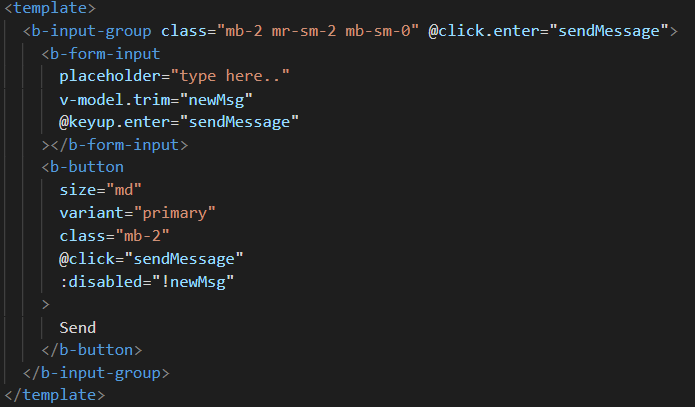 <template>
<b-input-group class="mb-2 mr-sm-2 mb-sm-0" @click.enter="sendMessage">
<b-form-input
placeholder="type here.."
v-model.trim="newMsg"
@keyup.enter="sendMessage"
></b-form-input>
<b-button
size="md"
variant="primary"
class="mb-2"
@click="sendMessage"
:disabled="!newMsg"
>
Send
</b-button>
</b-input-group>
</template>